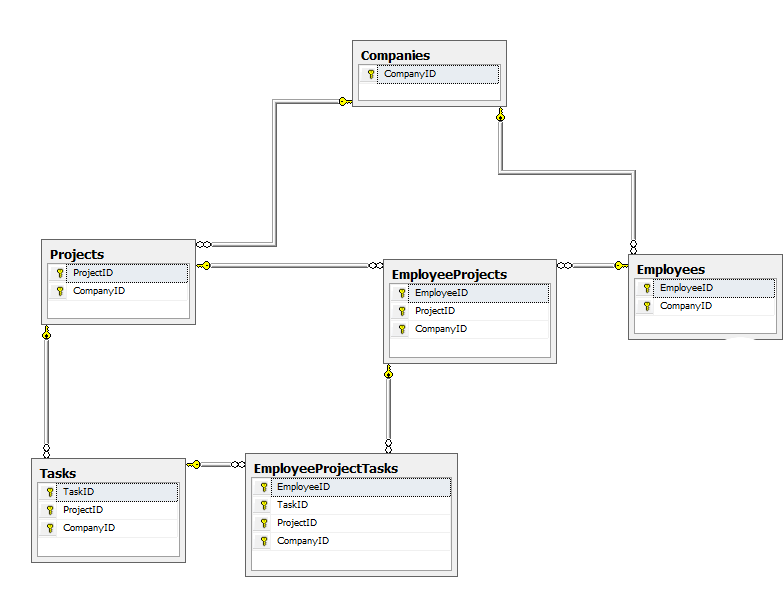 Companies
CompanyID
Projects
ProjectID
CompanyID
EmployeeProjects
EmployeeID
ProjectID
CompanyID
Employees
EmployeeID
CompanyID
Tasks
TaskID
ProjectID
CompanyID
EmployeeProjectTasks
EmployeeID
TaskID
ProjectID
CompanyID